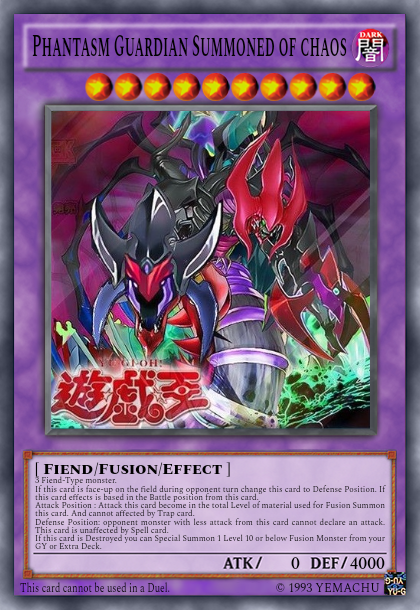 PHANTASM GUARDIAN SUMMONED OF CHAOS
DARK
闇
YU-GI-OH!
遊戯王
[ FIEND/FUSION/EFFECT ]
3 Fiend-Type monster.
If this card is face-up on the field during opponent turn change this card to Defense Position. If
this card effects is based in the Battle position from this card.
Attack Position : Attack this card become in the total Level of material used for Fusion Summon
this card. And cannot affected by Trap card.
Defense Position: opponent monster with less attack from this card cannot declare an attack.
This card is unaffected by Spell card.
If this card is Destroyed you can Special Summon 1 Level 10 or below Fusion Monster from your
GY or Extra Deck.
ATK/ 0 DEF/4000
This card cannot be used in a Duel.
© 1993 YEMACHU